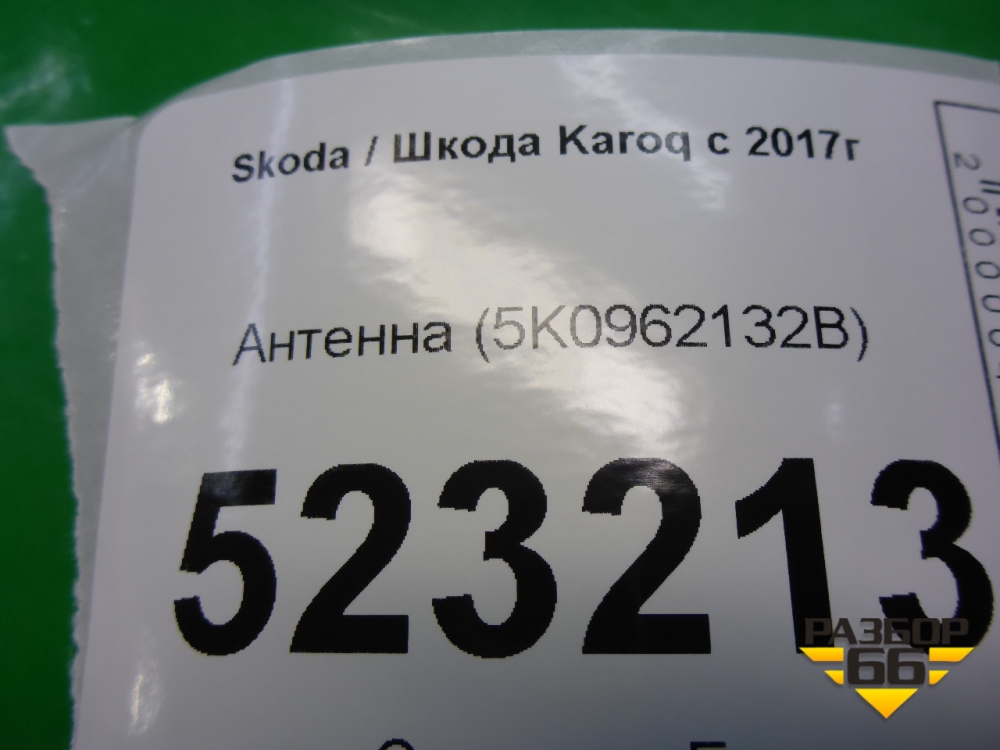 Skoda / Шкода Karoq с 2017г
Антенна (5K0962132B)
523213
РАЗБОР
66